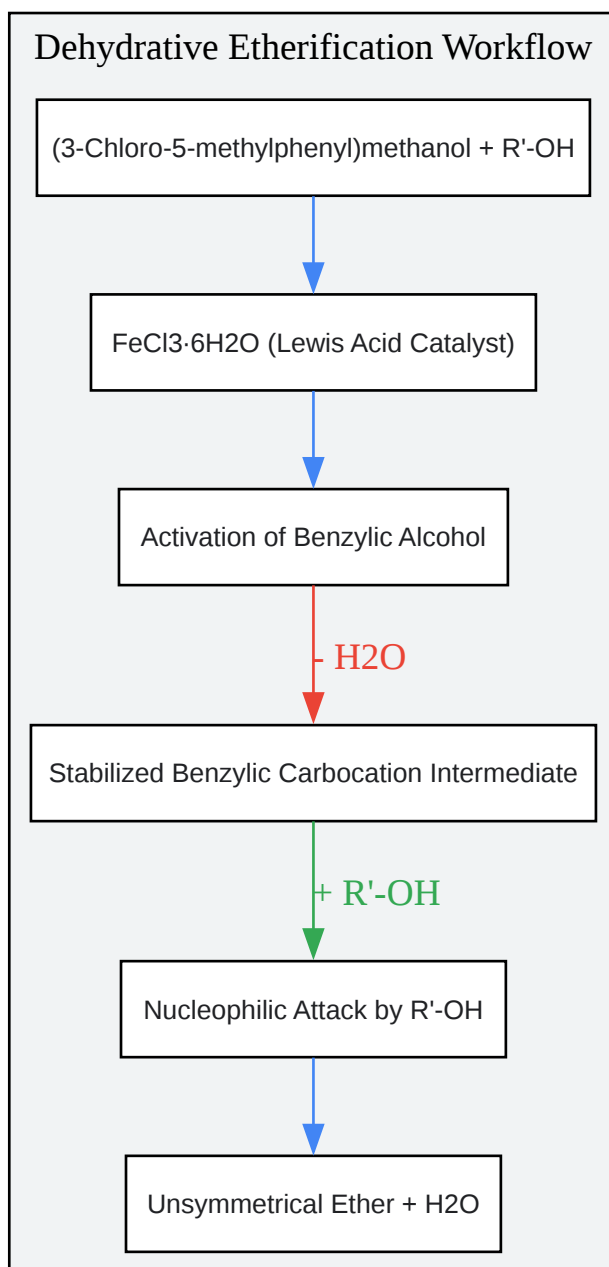 Dehydrative Etherification Workflow
(3-Chloro-5-methylphenyl)methanol + R'-OH
FeCl3·6H2O (Lewis Acid Catalyst)
Activation of Benzylic Alcohol
- H2O
Stabilized Benzylic Carbocation Intermediate
+ R'-OH
Nucleophilic Attack by R'-OH
Unsymmetrical Ether + H2O